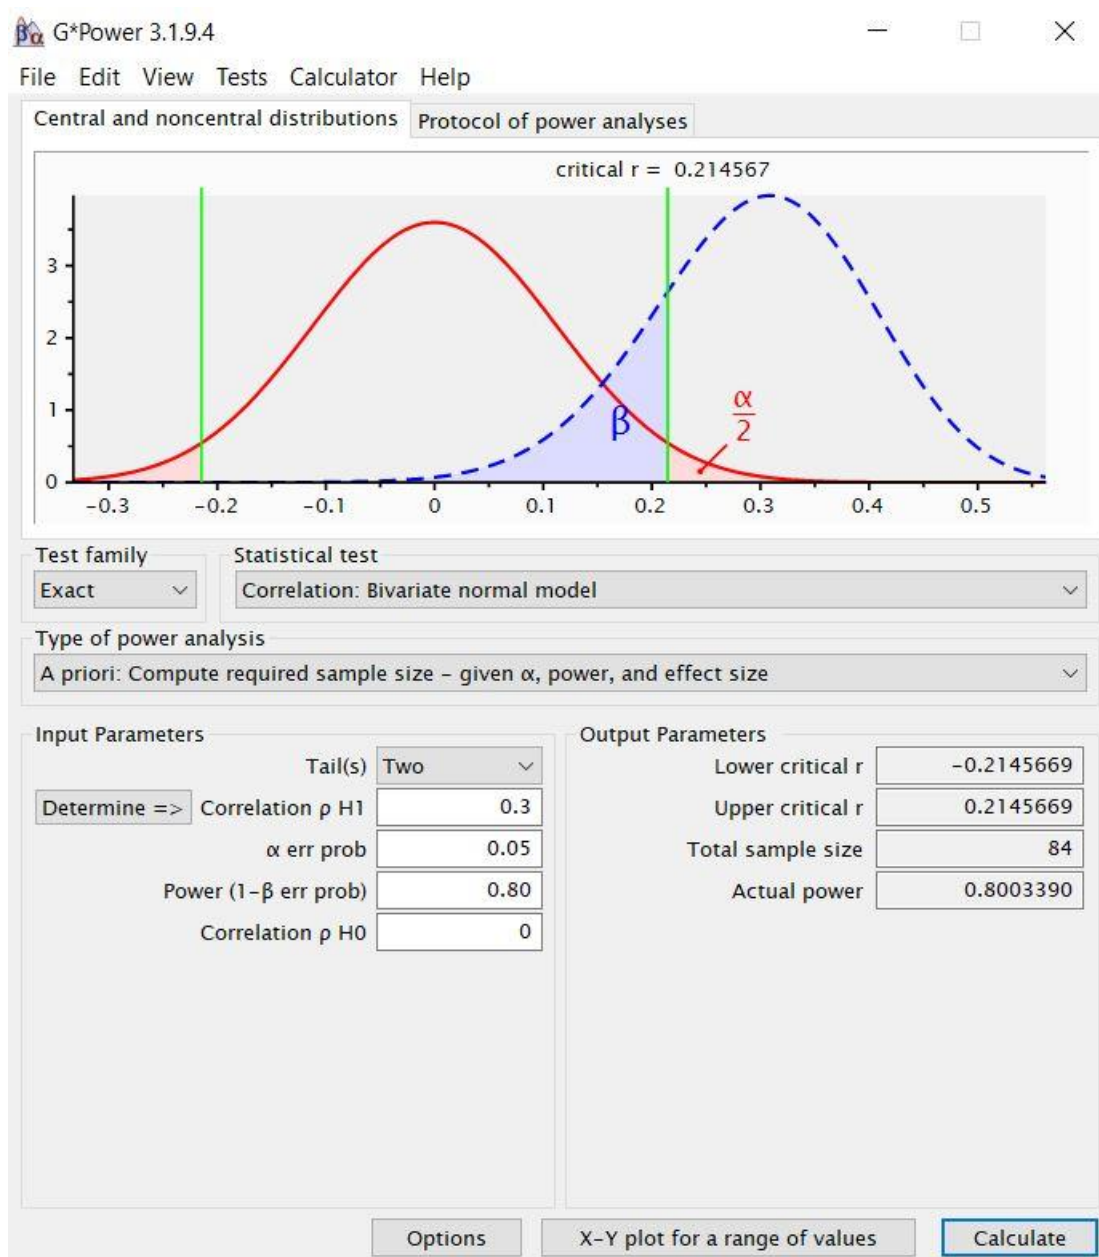 G*Power 3.1.9.4
File Edit View Tests Calculator Help
Central and noncentral distributions Protocol of power analyses
critical r = 0.214567
3
2
1
0
β
α
2
-0.3 -0.2 -0.1 0 0.1 0.2 0.3 0.4 0.5
Test family Statistical test
Exact Correlation: Bivariate normal model
Type of power analysis
A priori: Compute required sample size - given α, power, and effect size
Input Parameters Output Parameters
Tail(s) Two Lower critical r -0.2145669
Determine => Correlation ρ H1 0.3 Upper critical r 0.2145669
α err prob 0.05 Total sample size 84
Power (1-β err prob) 0.80 Actual power 0.8003390
Correlation ρ H0 0
Options X-Y plot for a range of values Calculate